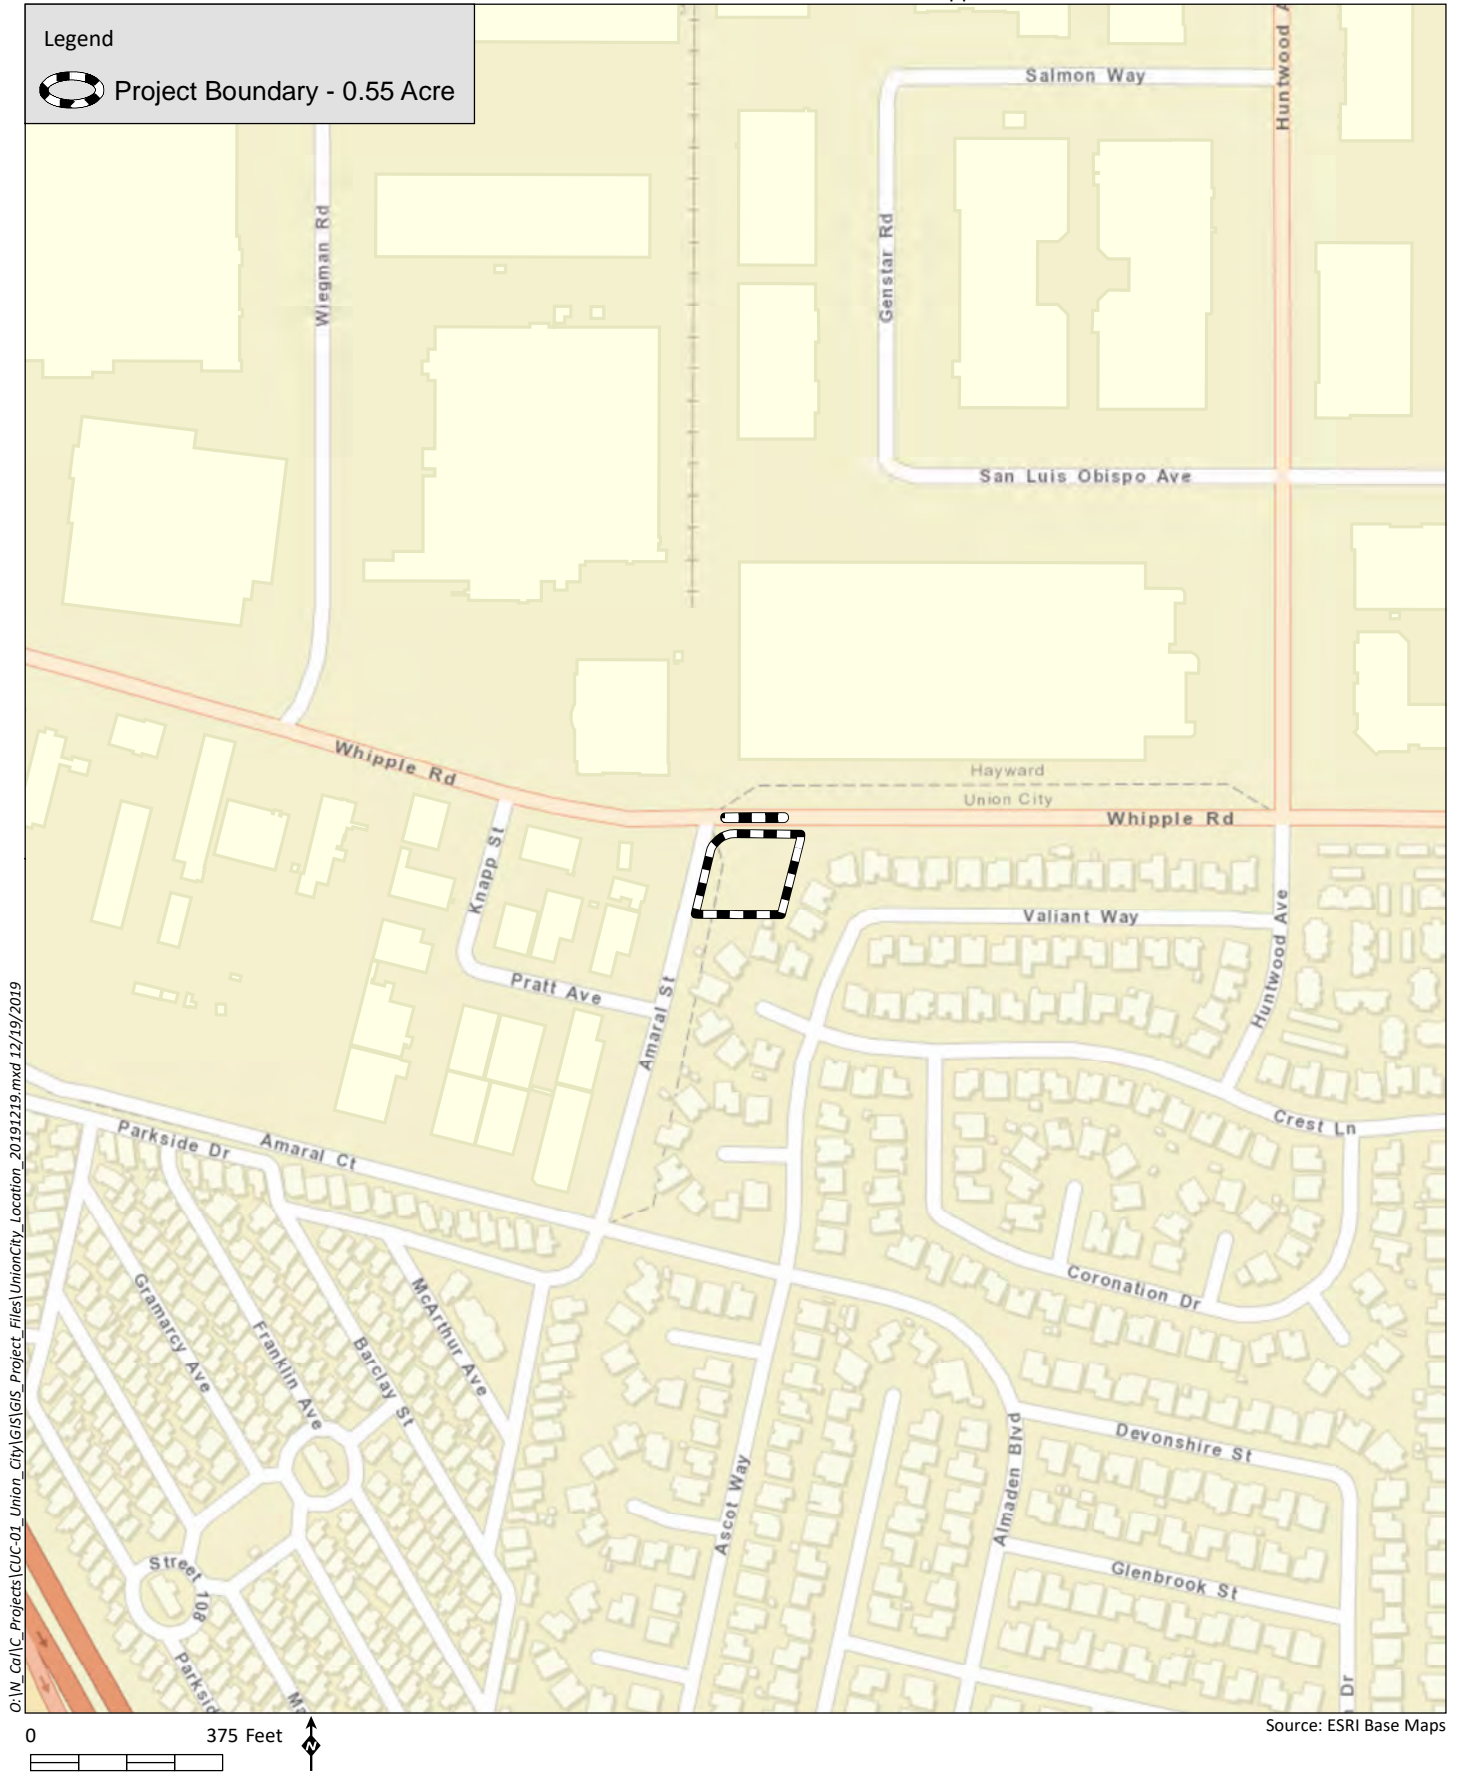 Legend
Project Boundary - 0.55 Acre
Salmon Way
Huntwood A
Wiegman Rd
Genstar Rd
San Luis Obispo Ave
Whipple Rd
Hayward
Union City
Whipple Rd
Knapp St
Valiant Way
Huntwood Ave
Pratt Ave
Amaral St
Crest Ln
Parkside Dr
Amaral Ct
Coronation Dr
Gramarcy Ave
Franklin Ave
Barclay St
McArthur Ave
Devonshire St
Almaden Blvd
Ascot Way
Glenbrook St
Street 108
Parksid
Ma
Dr
O:\N_Cal\C_Projects\CUC-01_Union_City\GIS\GIS_Project_Files\UnionCity_Location_20191219.mxd 12/19/2019
0
375 Feet
N
Source: ESRI Base Maps